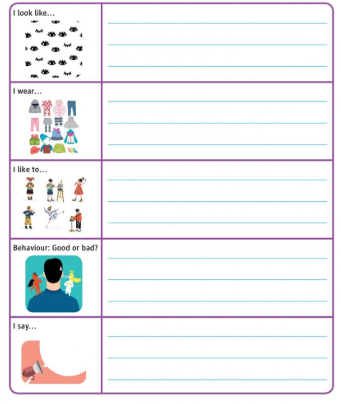 I look like...
I wear...
I like to...
Behaviour: Good or bad?
I say...